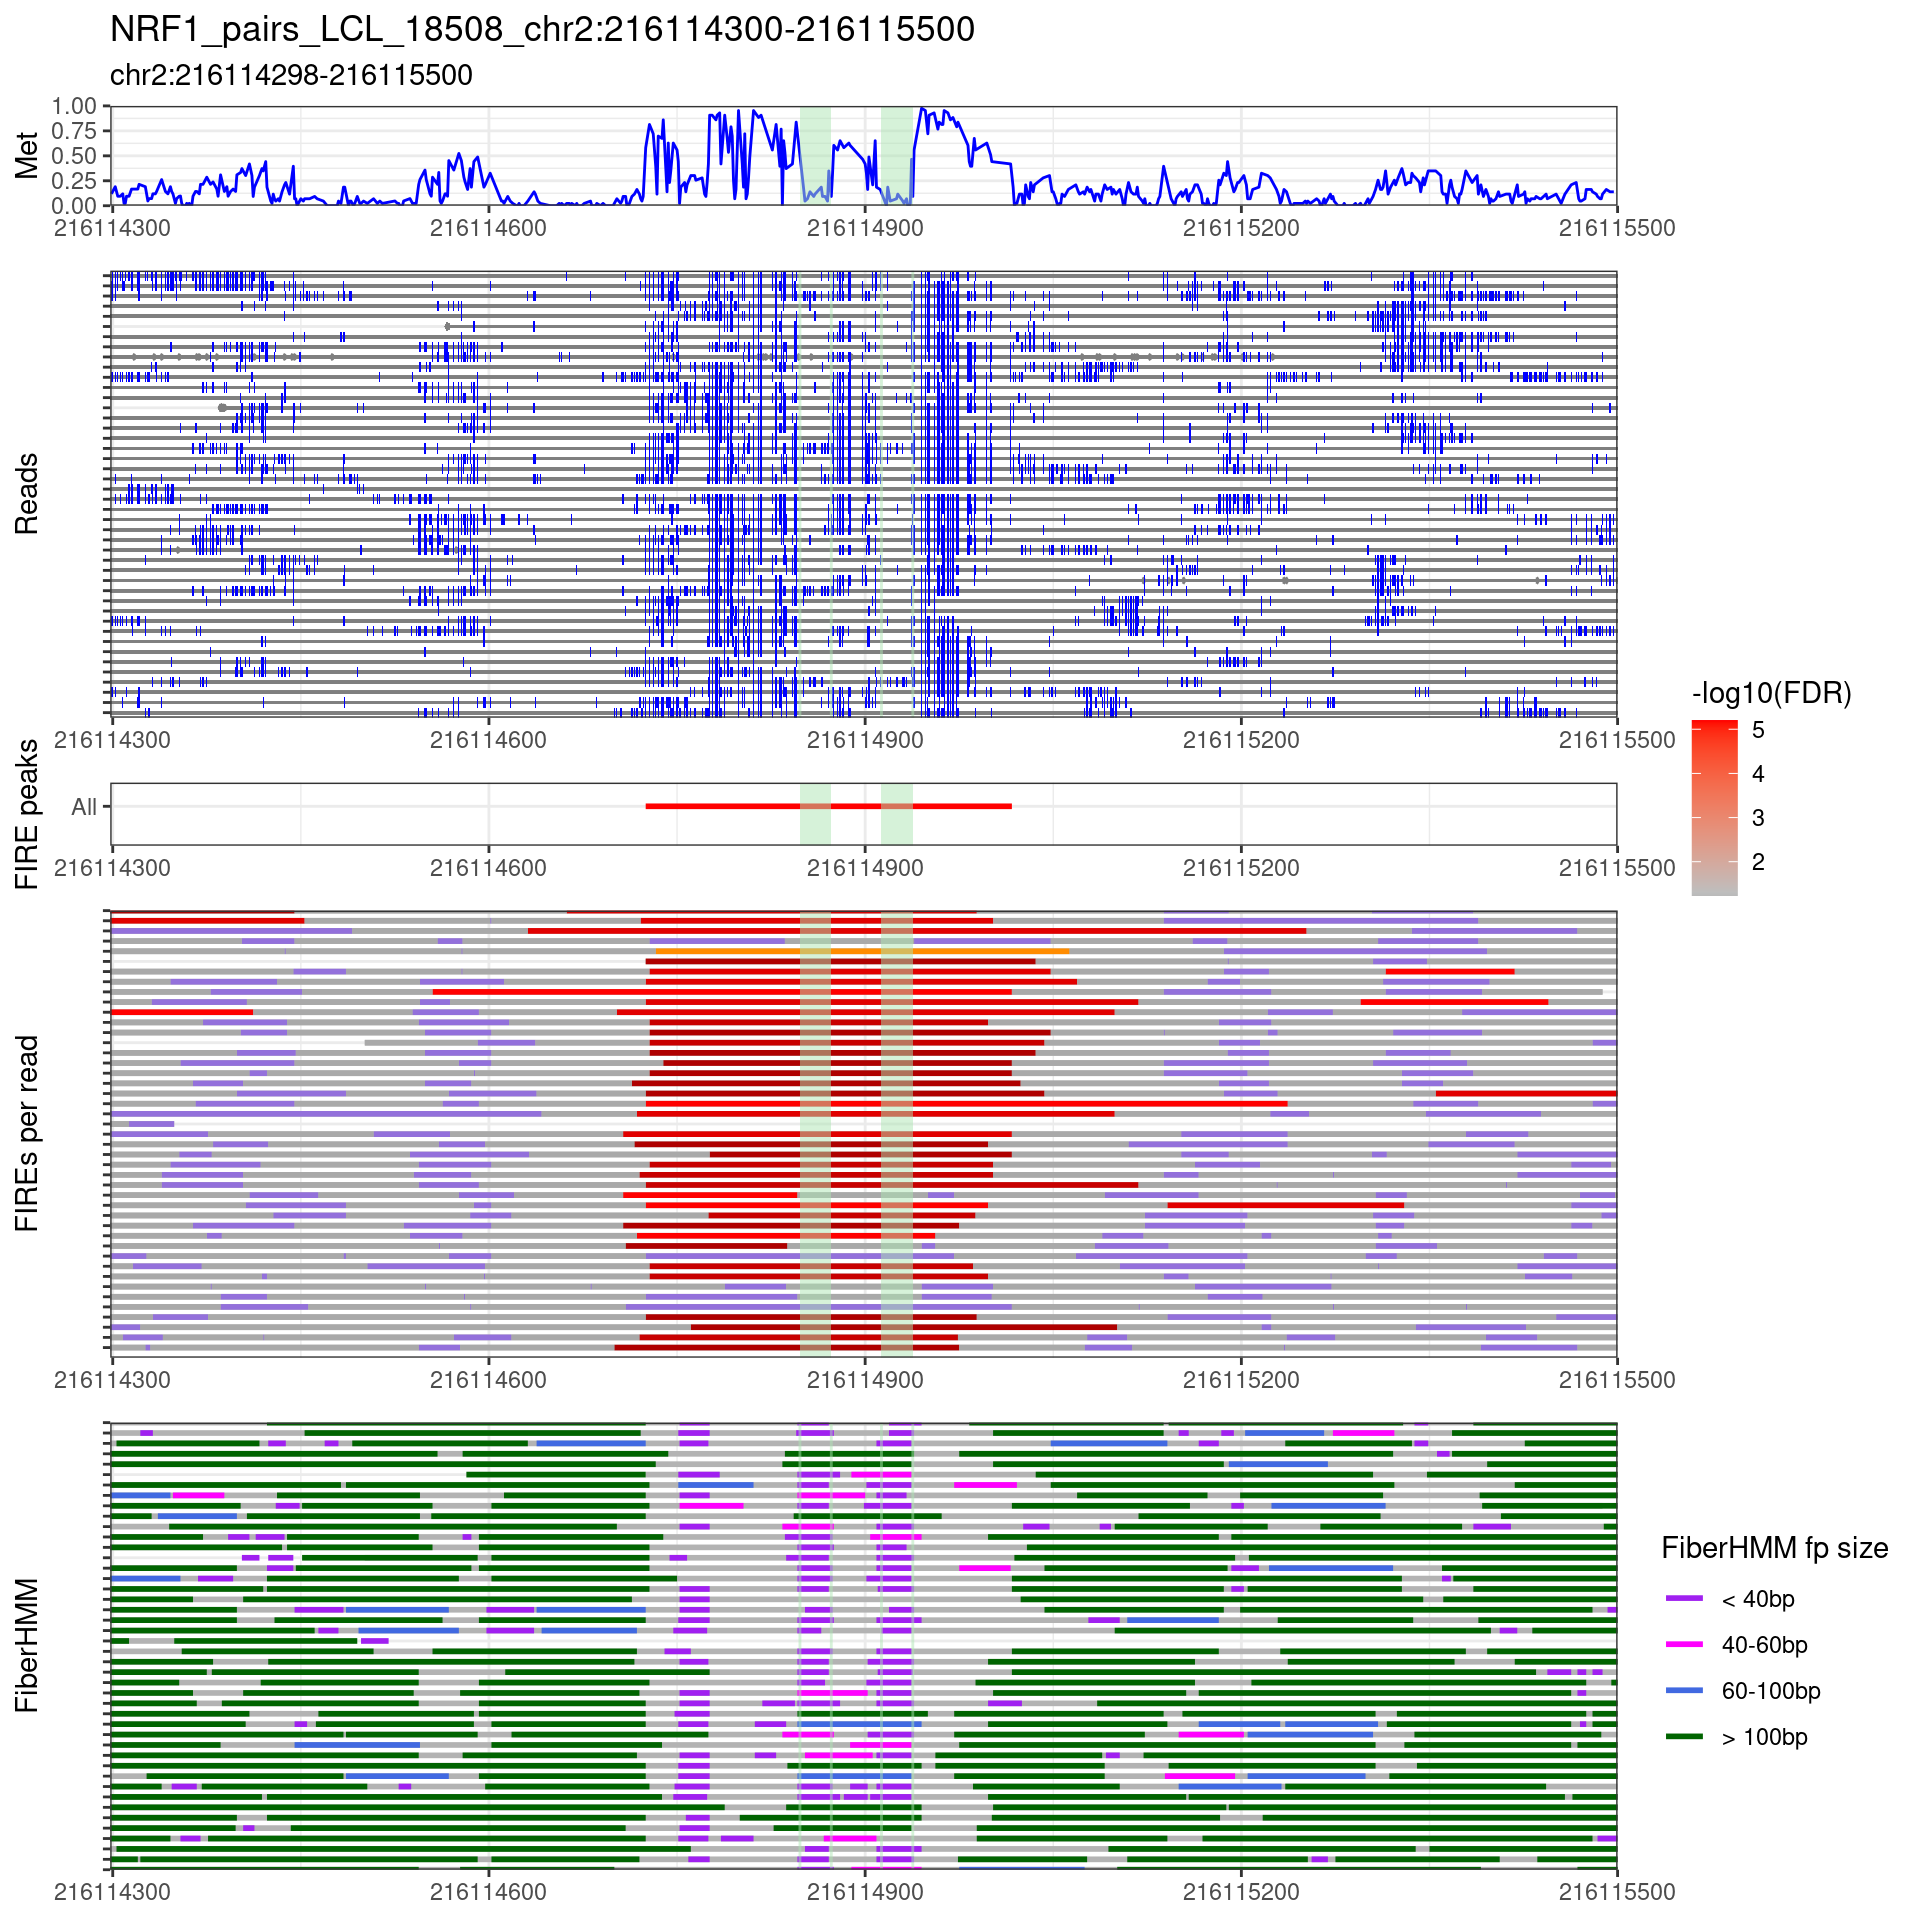 NRF1_pairs_LCL_18508_chr2:216114300-216115500
chr2:216114298-216115500
Met
1.00
0.75
0.50
0.25
0.00
216114300 216114600 216114900 216115200 216115500
Reads
216114300 216114600 216114900 216115200 216115500
FIRE peaks
All
216114300 216114600 216114900 216115200 216115500
-log10(FDR)
5
4
3
2
FIREs per read
216114300 216114600 216114900 216115200 216115500
FiberHMM
216114300 216114600 216114900 216115200 216115500
FiberHMM fp size
< 40bp
40-60bp
60-100bp
> 100bp